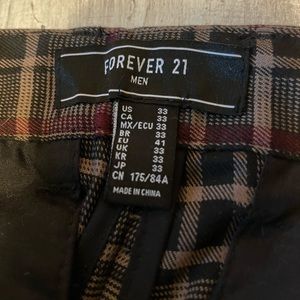 FOREVER 21
MEN
US 33
CA 33
MX/ECU 33
BR 33
EU 41
UK 33
KR 33
JP 33
CN 175/84A
MADE IN CHINA